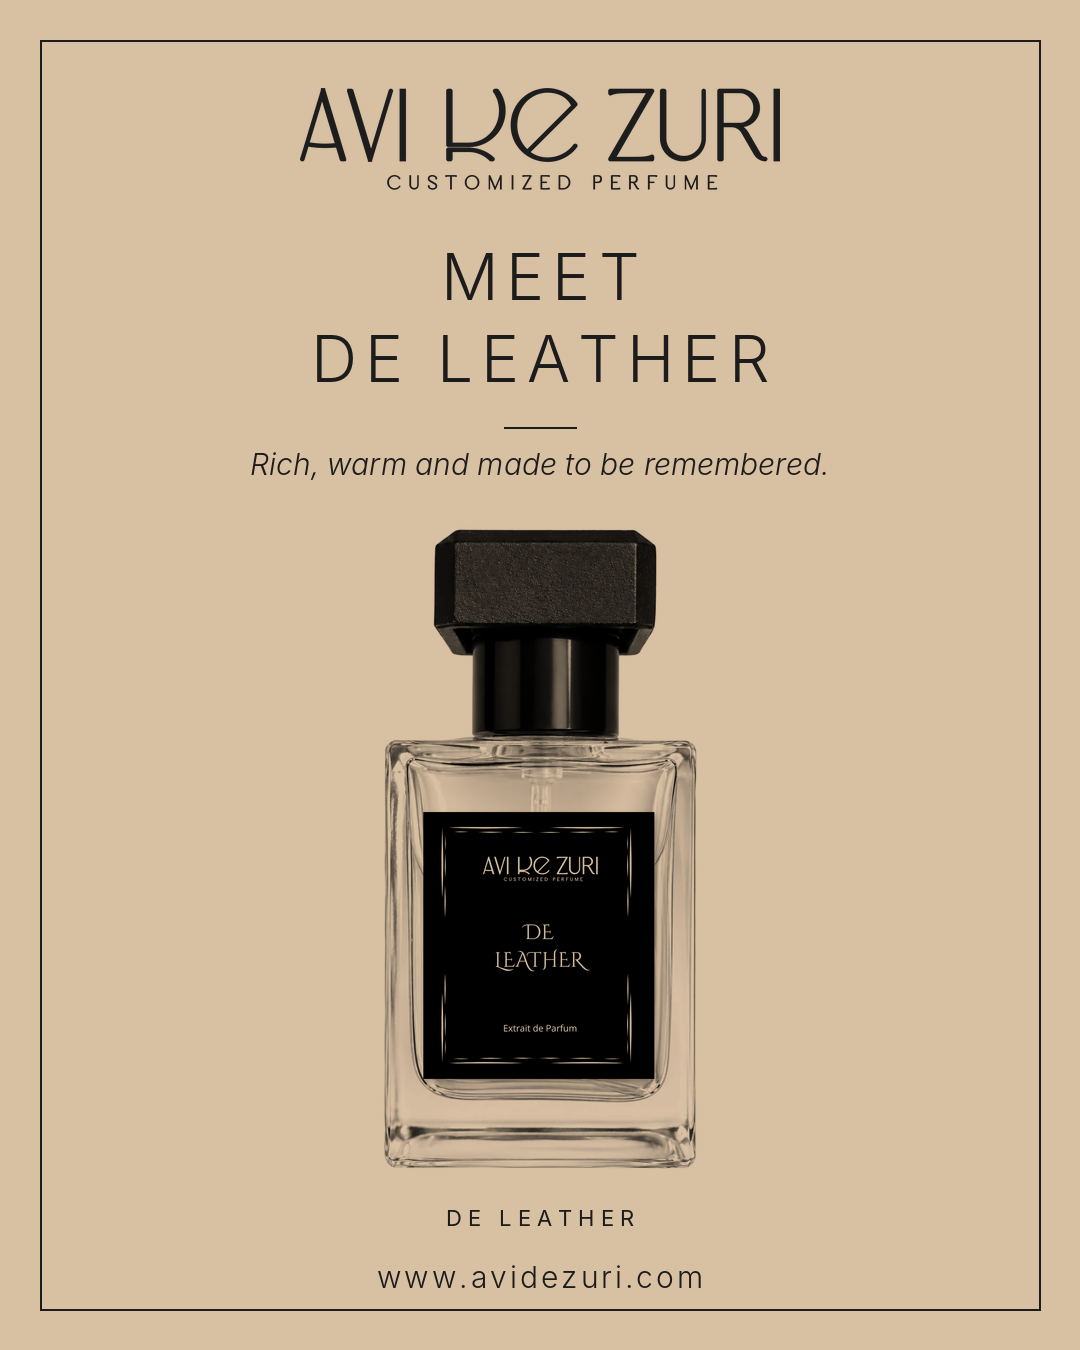 AVI De ZURI
CUSTOMIZED PERFUME
MEET
DE LEATHER
Rich, warm and made to be remembered.
AVI De ZURI
CUSTOMIZED PERFUME
DE
LEATHER
Extrait de Parfum
DE LEATHER
www.avidezuri.com